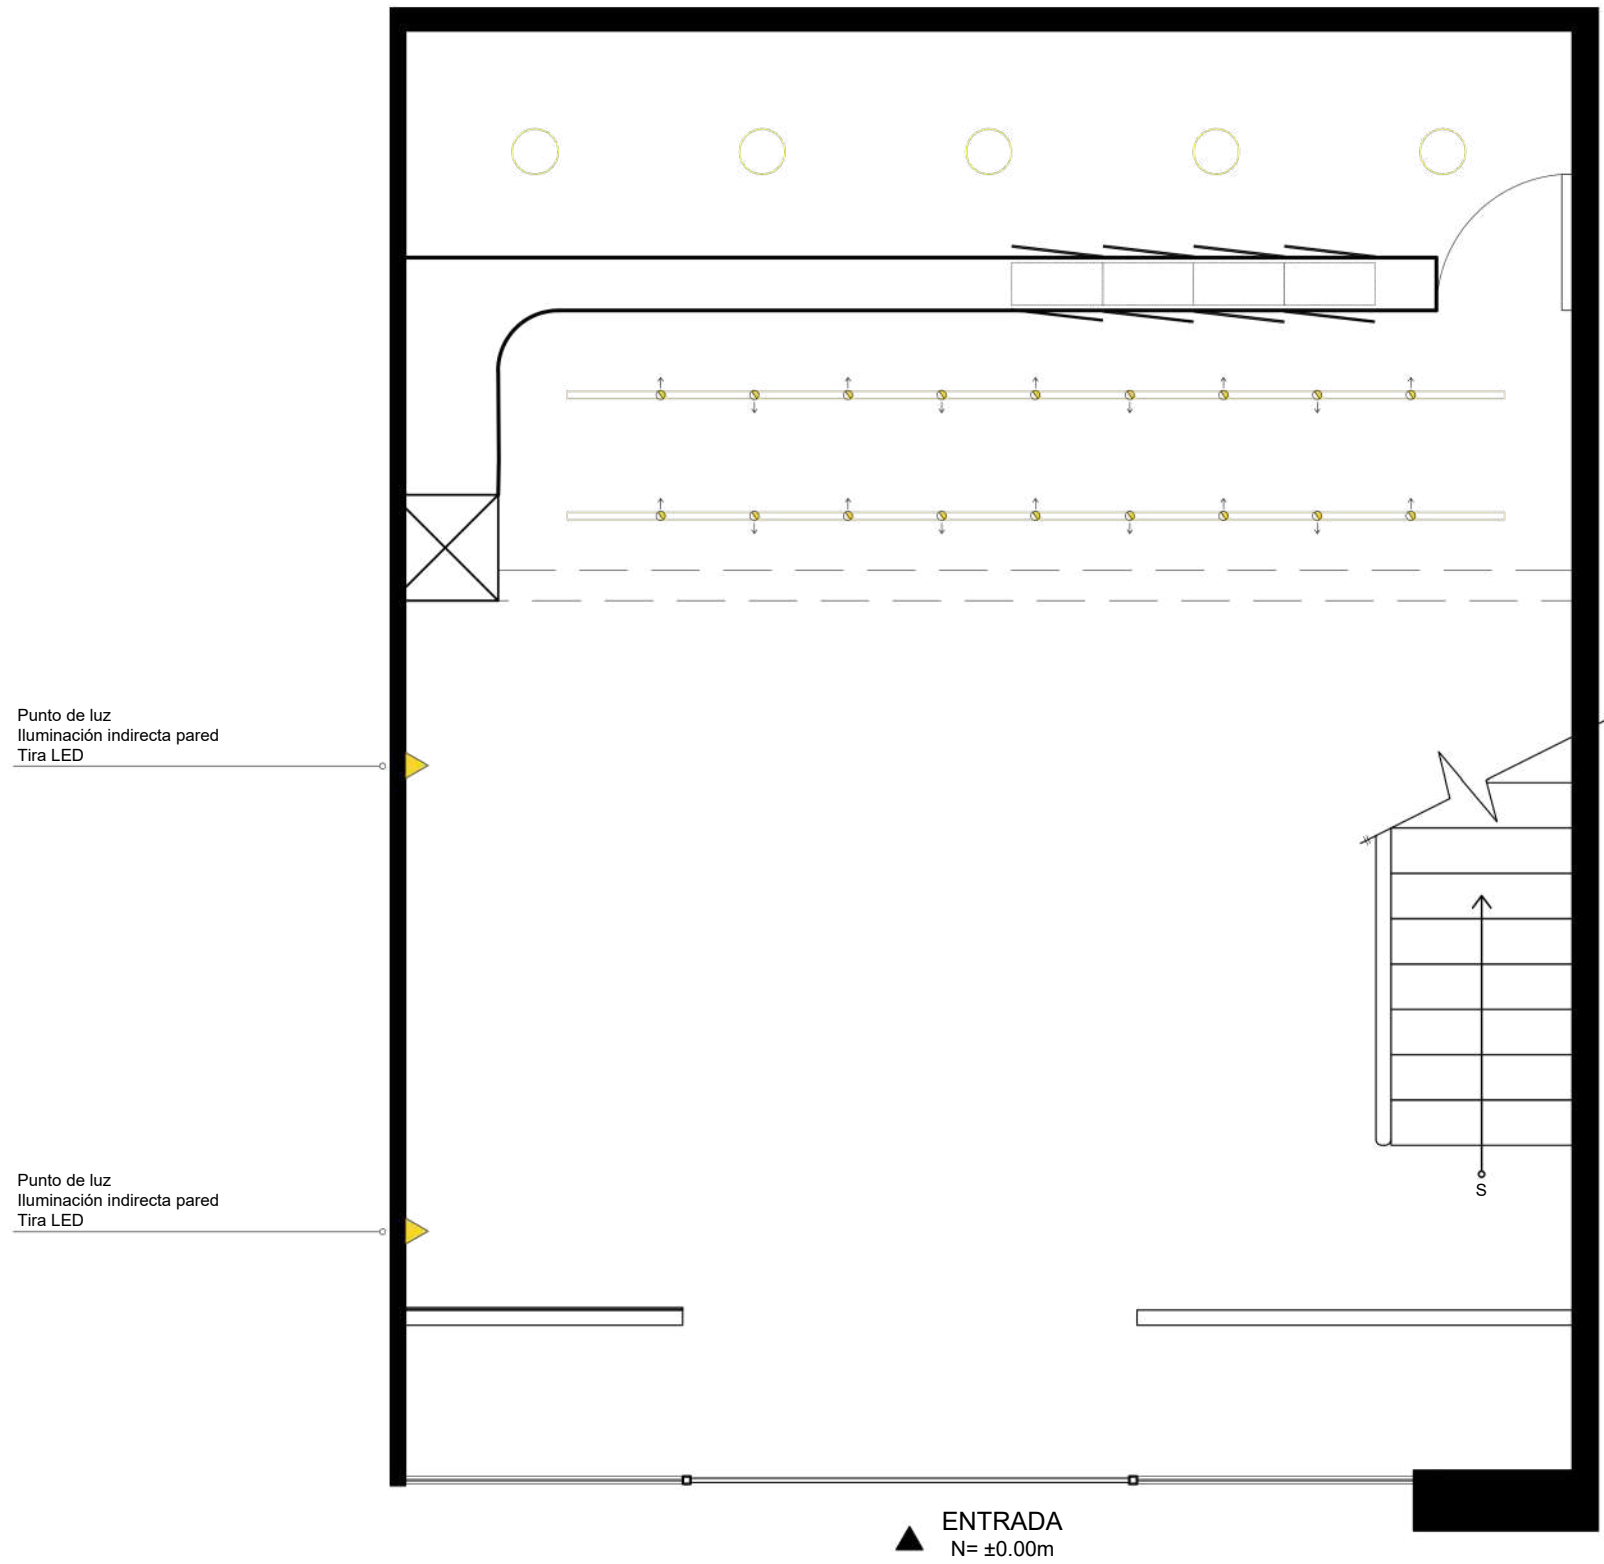 Punto de luz
Iluminación indirecta pared
Tira LED
Punto de luz
Iluminación indirecta pared
Tira LED
S
ENTRADA
N= ±0.00m